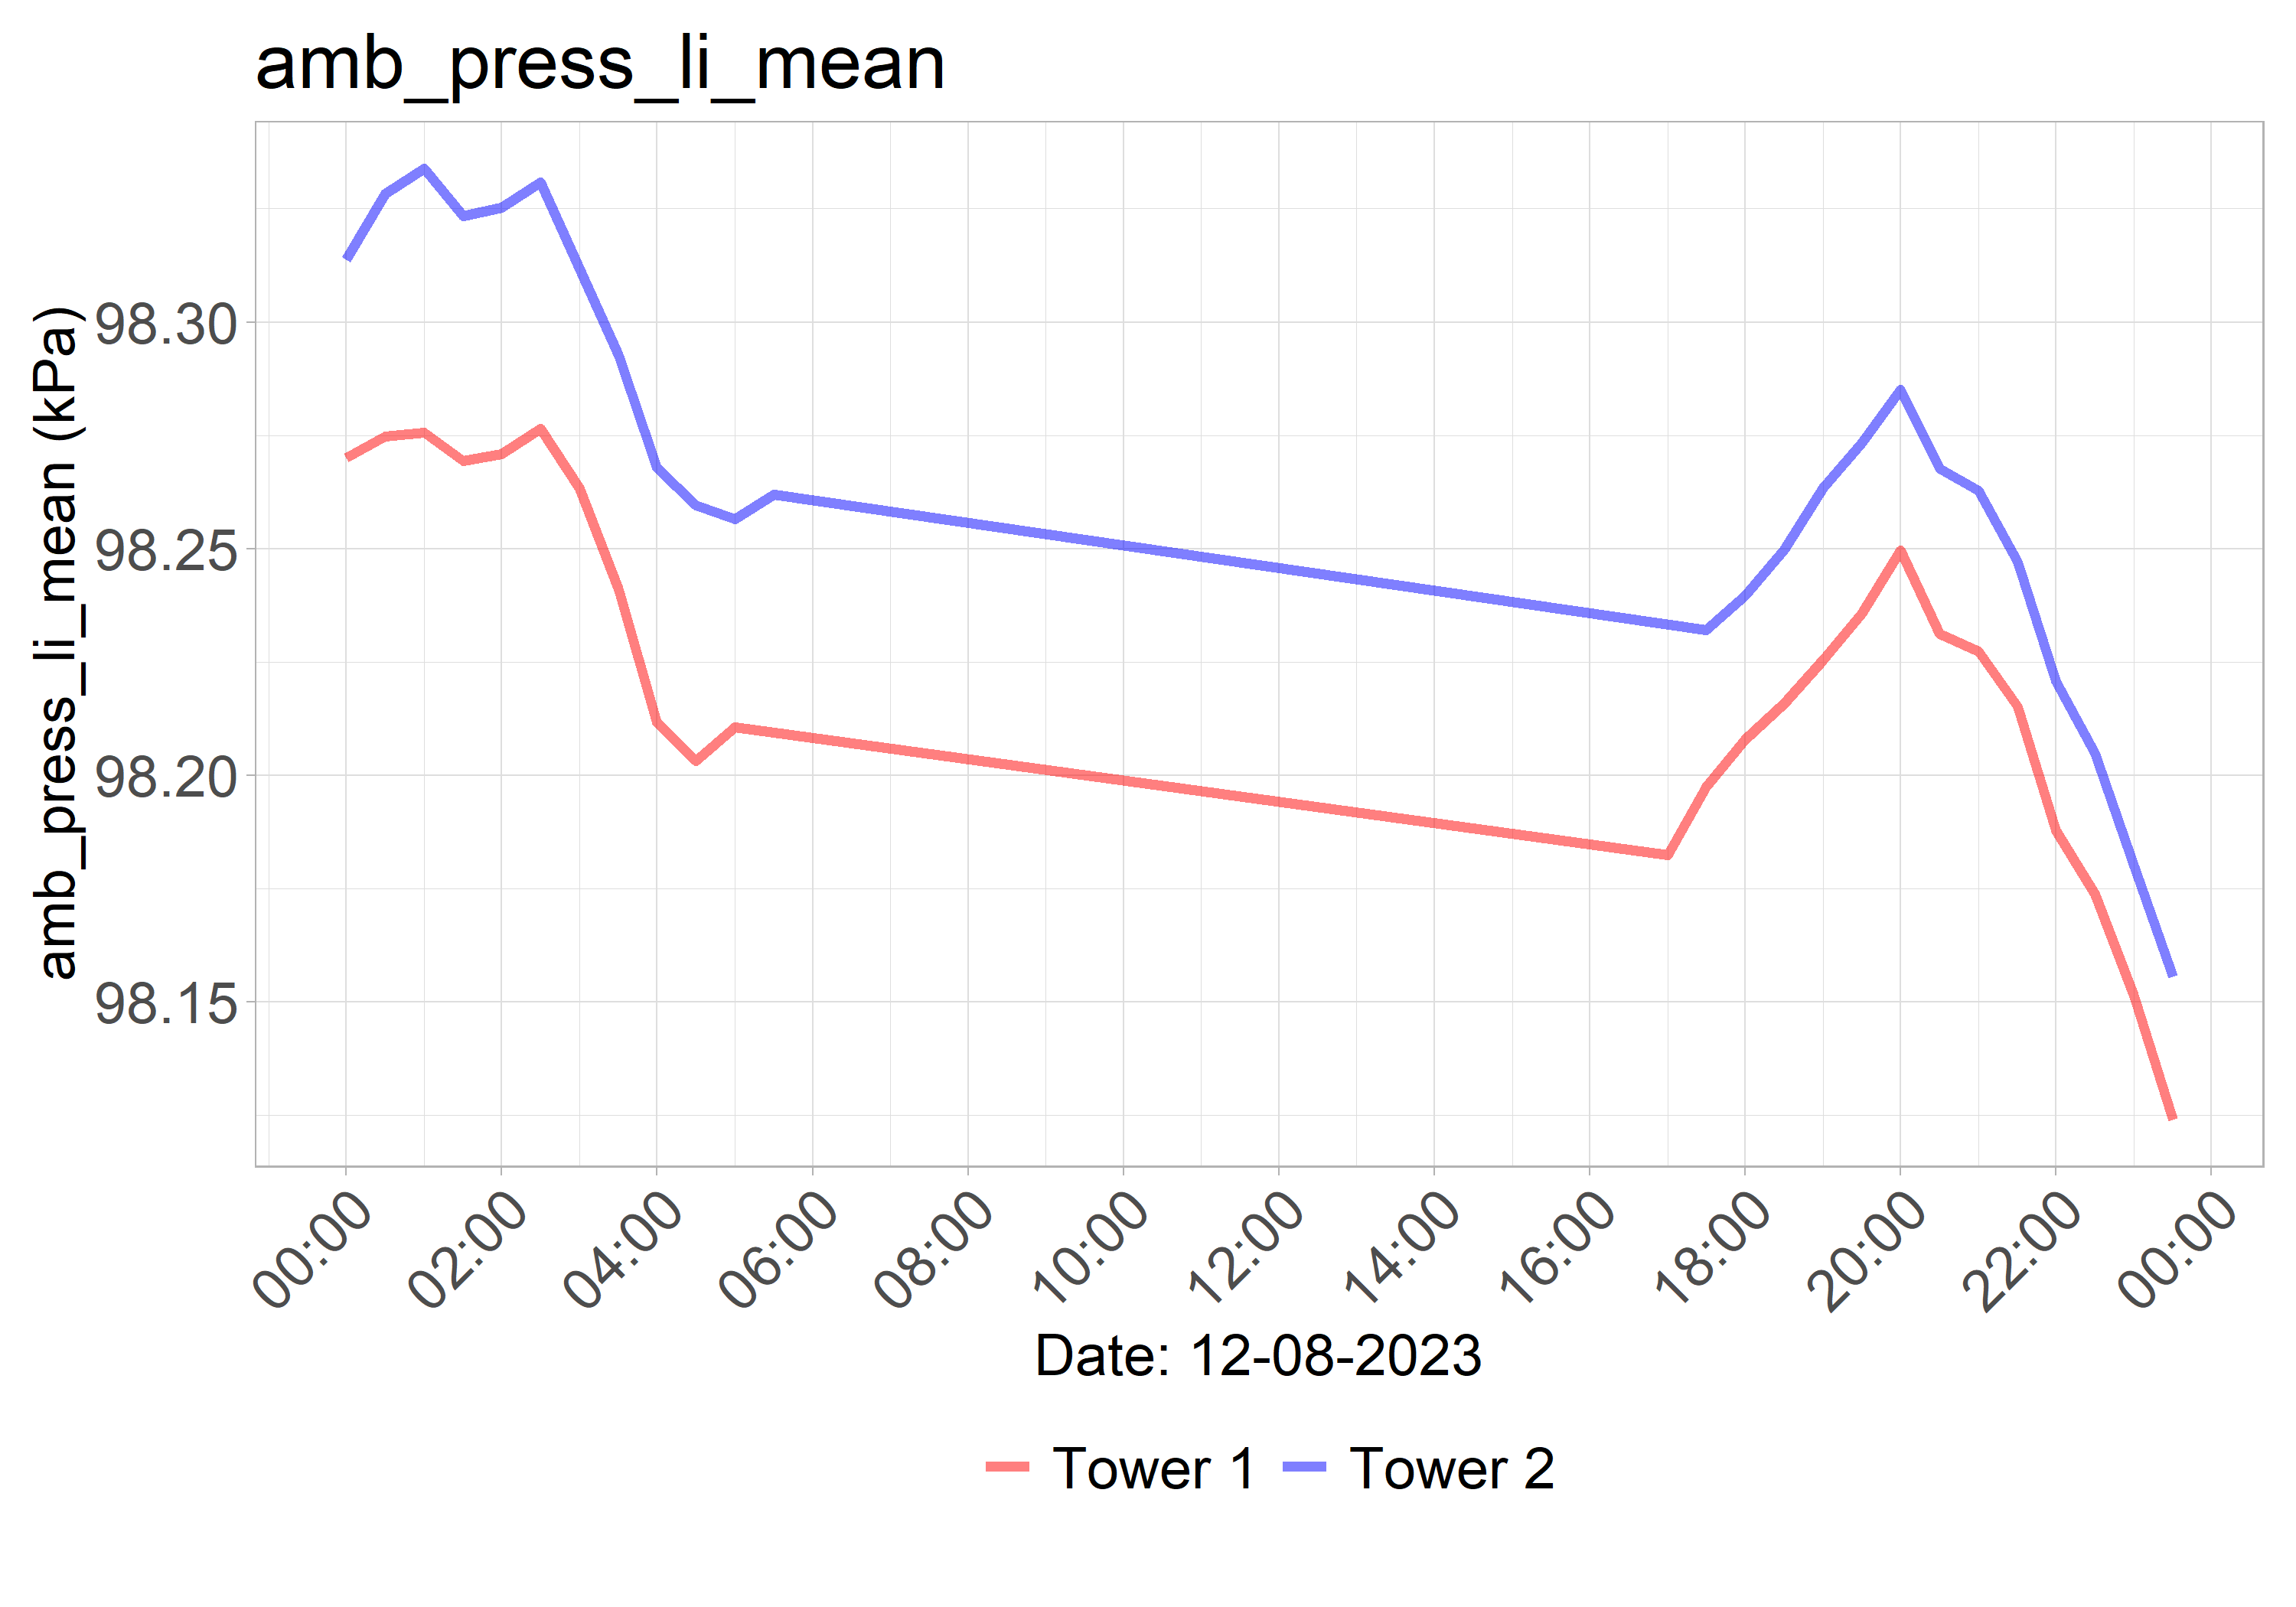 amb_press_li_mean
amb_press_li_mean (kPa)
98.30
98.25
98.20
98.15
00:00 02:00 04:00 06:00 08:00 10:00 12:00 14:00 16:00 18:00 20:00 22:00 00:00
Date: 12-08-2023
Tower 1 Tower 2